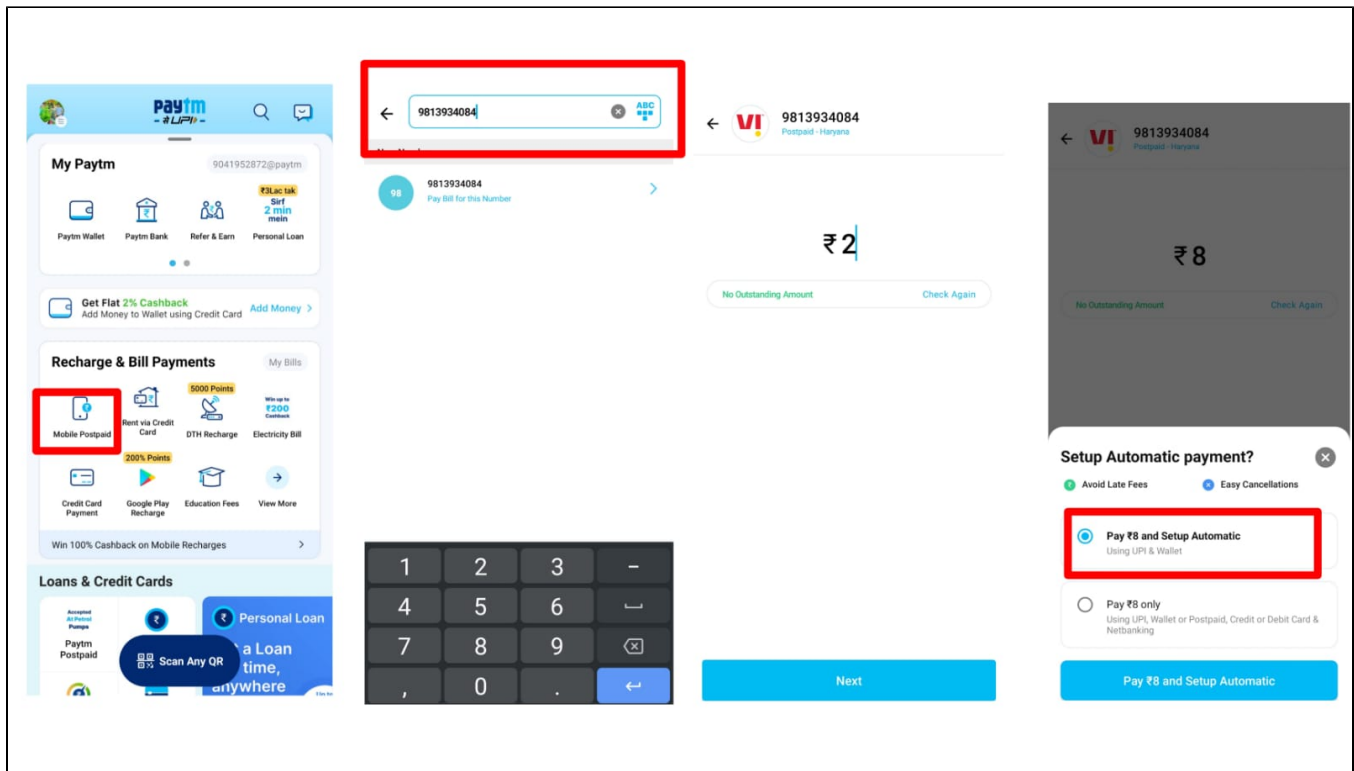 paytm
-#UPI-
My Paytm
9041952872@paytm
₹3Lac tak
Sirf
2 min
mein
Paytm Wallet
Paytm Bank
Refer & Earn
Personal Loan
Get Flat 2% Cashback
Add Money to Wallet using Credit Card
Add Money >
Recharge & Bill Payments
My Bills
5000 Points
Win up to
₹200
Cashback
Mobile Postpaid
Rent via Credit
Card
DTH Recharge
Electricity Bill
200% Points
Credit Card
Payment
Google Play
Recharge
Education Fees
View More
Win 100% Cashback on Mobile Recharges
Loans & Credit Cards
Accepted
At Petrol
Pumps
Paytm
Postpaid
Personal Loan
a Loan
time,
anywhere
Scan Any QR
9813934084
ABC
98
9813934084
Pay Bill for this Number
1 2 3 –
4 5 6
7 8 9
, 0 .
VI
9813934084
Postpaid - Haryana
₹2
No Outstanding Amount
Check Again
Next
VI
9813934084
Postpaid - Haryana
₹8
No Outstanding Amount
Check Again
Setup Automatic payment?
Avoid Late Fees
Easy Cancellations
Pay ₹8 and Setup Automatic
Using UPI & Wallet
Pay ₹8 only
Using UPI, Wallet or Postpaid, Credit or Debit Card &
Netbanking
Pay ₹8 and Setup Automatic